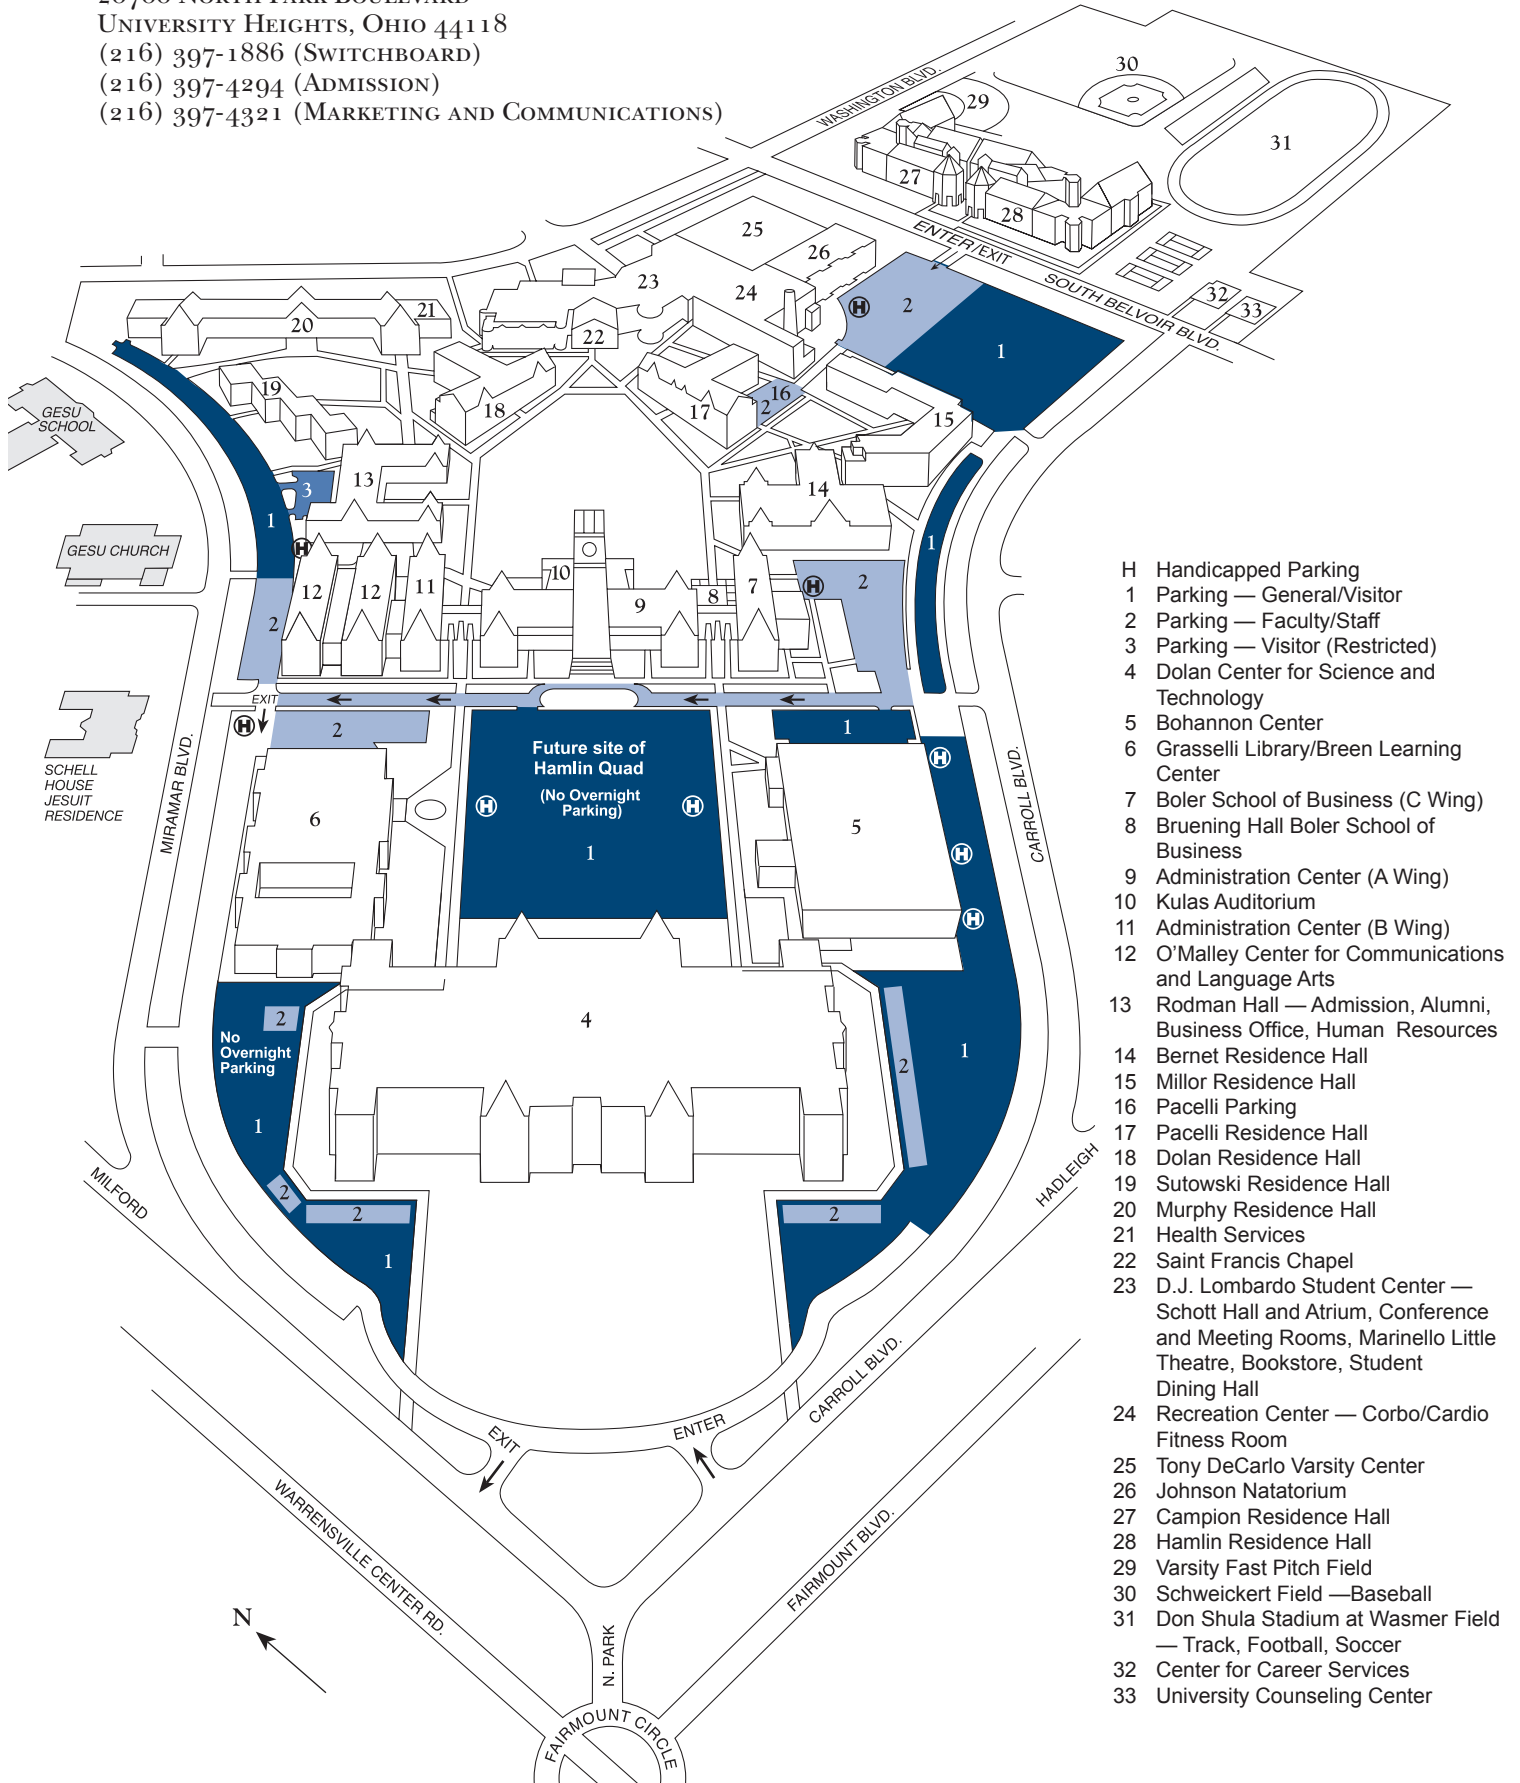 20700 North Park Boulevard
University Heights, Ohio 44118
(216) 397-1886 (Switchboard)
(216) 397-4294 (Admission)
(216) 397-4321 (Marketing and Communications)
WASHINGTON BLVD.
30
29
31
27
28
25
26
ENTER
EXIT
SOUTH BELVOIR BLVD.
23
24
H
2
32
33
21
20
22
1
16
2
19
18
17
15
GESU
SCHOOL
13
3
14
1
1
H
GESU CHURCH
10
12
12
11
9
8
7
H
2
2
EXIT
H
2
1
SCHELL
HOUSE
JESUIT
RESIDENCE
MIRAMAR BLVD.
Future site of
Hamlin Quad
(No Overnight
Parking)
H
H
1
6
5
H
H
H
CARROLL BLVD.
2
No
Overnight
Parking
1
4
2
1
2
2
1
2
MILFORD
HADLEIGH
CARROLL BLVD.
EXIT
ENTER
WARRENSVILLE CENTER RD.
FAIRMOUNT BLVD.
N
N. PARK
FAIRMOUNT CIRCLE
H Handicapped Parking
1 Parking — General/Visitor
2 Parking — Faculty/Staff
3 Parking — Visitor (Restricted)
4 Dolan Center for Science and
Technology
5 Bohannon Center
6 Grasselli Library/Breen Learning
Center
7 Boler School of Business (C Wing)
8 Bruening Hall Boler School of
Business
9 Administration Center (A Wing)
10 Kulas Auditorium
11 Administration Center (B Wing)
12 O’Malley Center for Communications
and Language Arts
13 Rodman Hall — Admission, Alumni,
Business Office, Human Resources
14 Bernet Residence Hall
15 Millor Residence Hall
16 Pacelli Parking
17 Pacelli Residence Hall
18 Dolan Residence Hall
19 Sutowski Residence Hall
20 Murphy Residence Hall
21 Health Services
22 Saint Francis Chapel
23 D.J. Lombardo Student Center —
Schott Hall and Atrium, Conference
and Meeting Rooms, Marinello Little
Theatre, Bookstore, Student
Dining Hall
24 Recreation Center — Corbo/Cardio
Fitness Room
25 Tony DeCarlo Varsity Center
26 Johnson Natatorium
27 Campion Residence Hall
28 Hamlin Residence Hall
29 Varsity Fast Pitch Field
30 Schweickert Field —Baseball
31 Don Shula Stadium at Wasmer Field
— Track, Football, Soccer
32 Center for Career Services
33 University Counseling Center